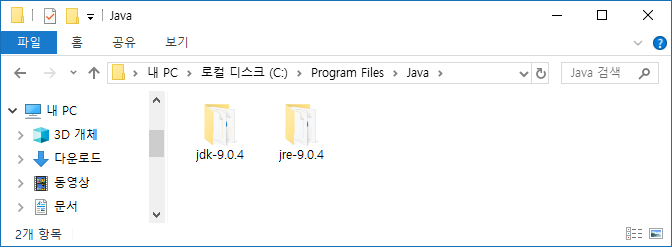 Java
파일 홈 공유 보기
내 PC 로컬 디스크 (C:) Program Files Java Java 검색
내 PC
3D 개체
다운로드
동영상
문서
jdk-9.0.4 jre-9.0.4
2개 항목